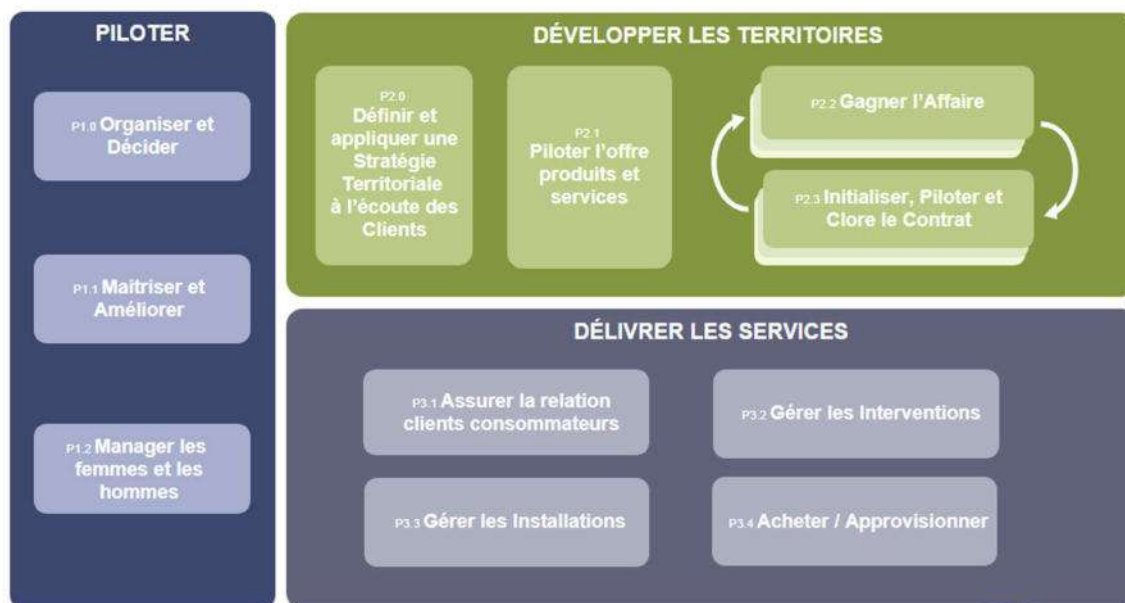 PILOTER
P1.0 Organiser et
Décider
P1.1 Maitriser et
Améliorer
P1.2 Manager les
femmes et les
hommes
DÉVELOPPER LES TERRITOIRES
P2.0
Définir et
appliquer une
Stratégie
Territoriale
à l'écoute des
Clients
P2.1
Piloter l'offre
produits et
services
P2.2 Gagner l'Affaire
P2.3 Initialiser, Piloter et
Clore le Contrat
DÉLIVRER LES SERVICES
P3.1 Assurer la relation
clients consommateurs
P3.2 Gérer les Interventions
P3.3 Gérer les Installations
P3.4 Acheter / Approvisionner